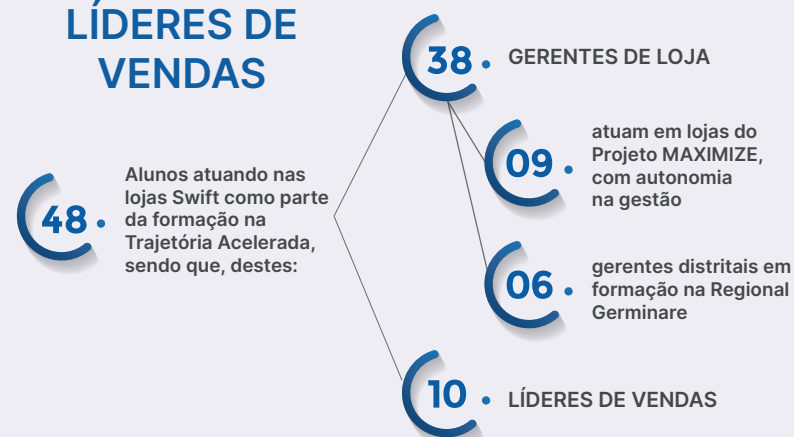 LÍDERES DE
VENDAS
48
Alunos atuando nas
lojas Swift como parte
da formação na
Trajetória Acelerada,
sendo que, destes:
38
GERENTES DE LOJA
09
atuam em lojas do
Projeto MAXIMIZE,
com autonomia
na gestão
06
gerentes distritais em
formação na Regional
Germinare
10
LÍDERES DE VENDAS